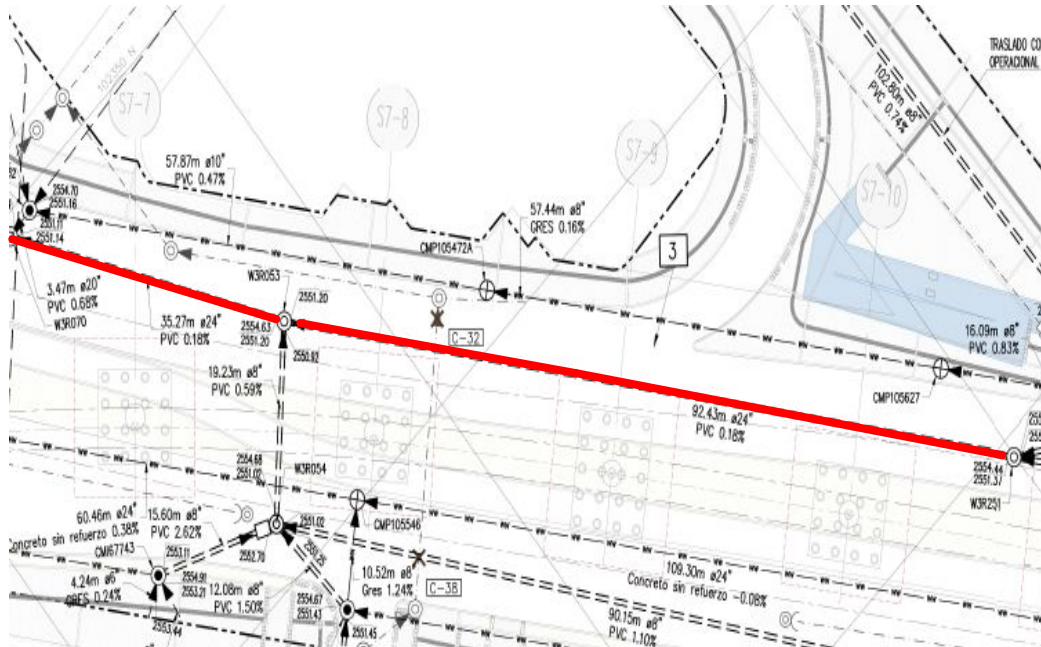 TRASLADO CO
OPERACIONAL
102.80m ø8"
PVC 0.74%
102350 N
S7-7
S7-8
S7-9
S7-10
57.87m ø10"
PVC 0.47%
57.44m ø8"
GRES 0.16%
2554.70
2551.16
2551.11
2551.14
CMP105472A
3
3.47m ø20"
PVC 0.68%
W3R070
W3R053
2551.20
35.27m ø24"
PVC 0.18%
2554.63
2551.20
2550.92
C-32
16.09m ø8"
PVC 0.83%
CMP105627
19.23m ø8"
PVC 0.59%
92.43m ø24"
PVC 0.18%
2554.44
2551.37
W3R251
2554.68
2551.02
W3R054
60.46m ø24"
oncreto sin refuerzo 0.38%
15.60m ø8"
PVC 2.62%
2551.02
CMP105546
CMI67743
2553.11
2552.70
2551.25
109.30m ø24"
Concreto sin refuerzo -0.08%
4.24m ø6"
GRES 0.24%
2554.91
2553.21
12.08m ø8"
PVC 1.50%
10.52m ø8
Gres 1.24%
C-38
2554.67
2551.43
2553.44
2551.45
90.15m ø8"
PVC 1.10%